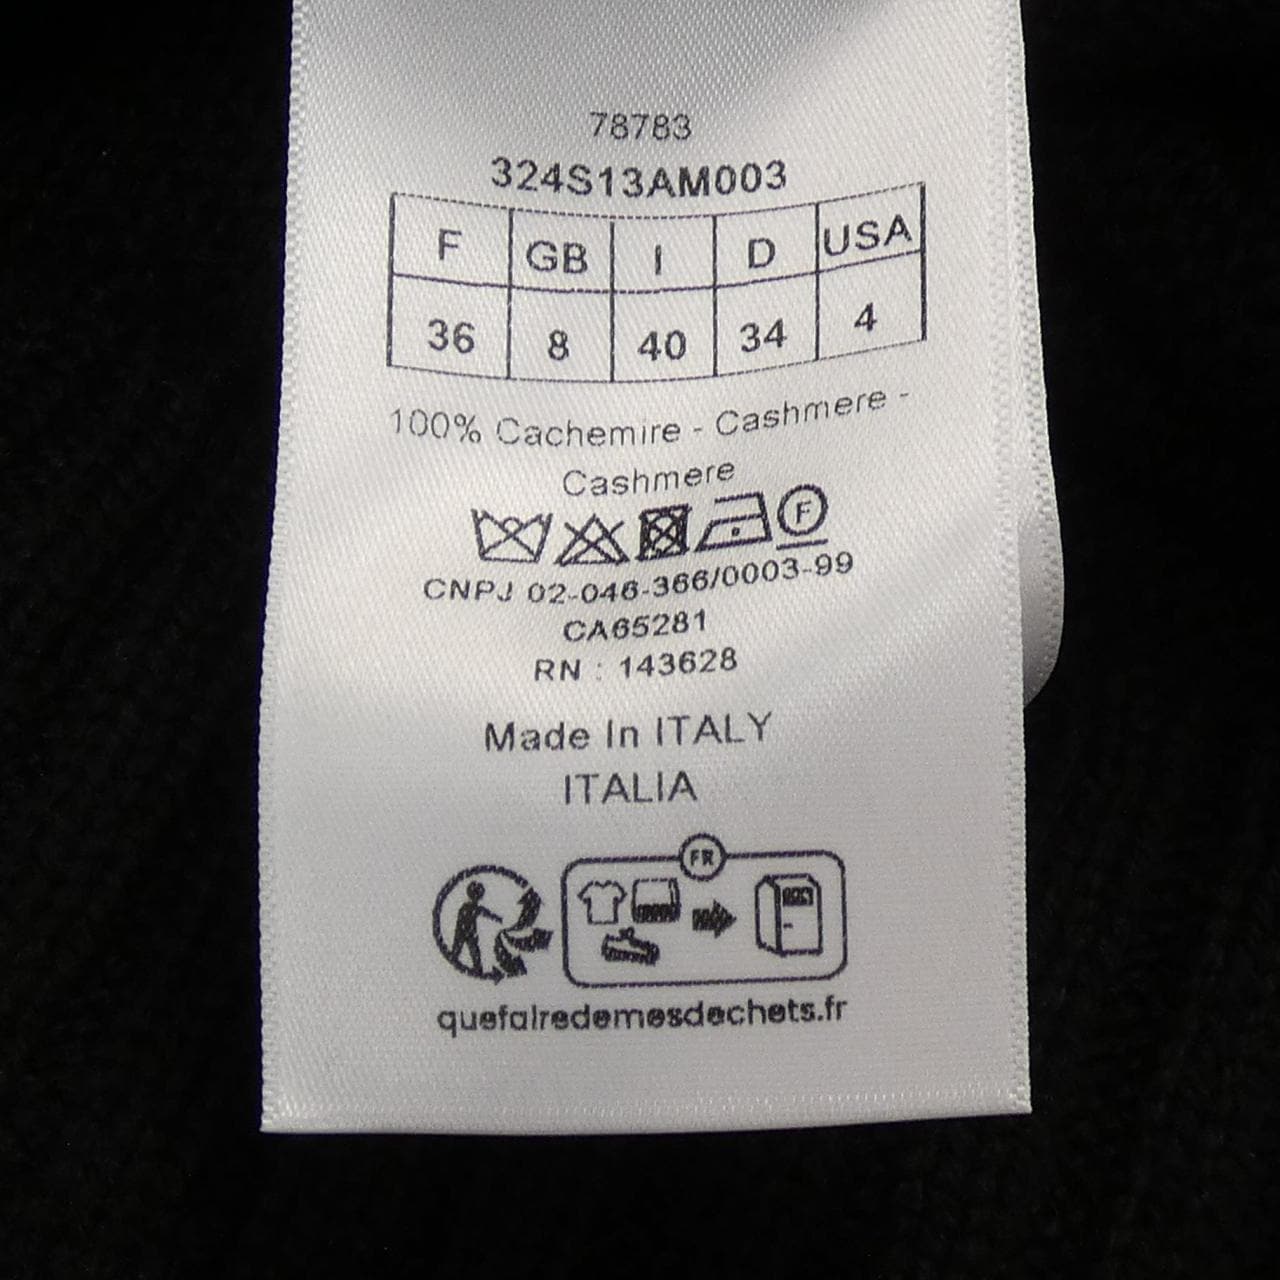 78783
324S13AM003
F GB I D USA
36 8 40 34 4
100% Cachemire - Cashmere -
Cashmere
F
CNPJ 02-046-366/0003-99
CA65281
RN : 143628
Made In ITALY
ITALIA
FR
quefairedemesdechets.fr